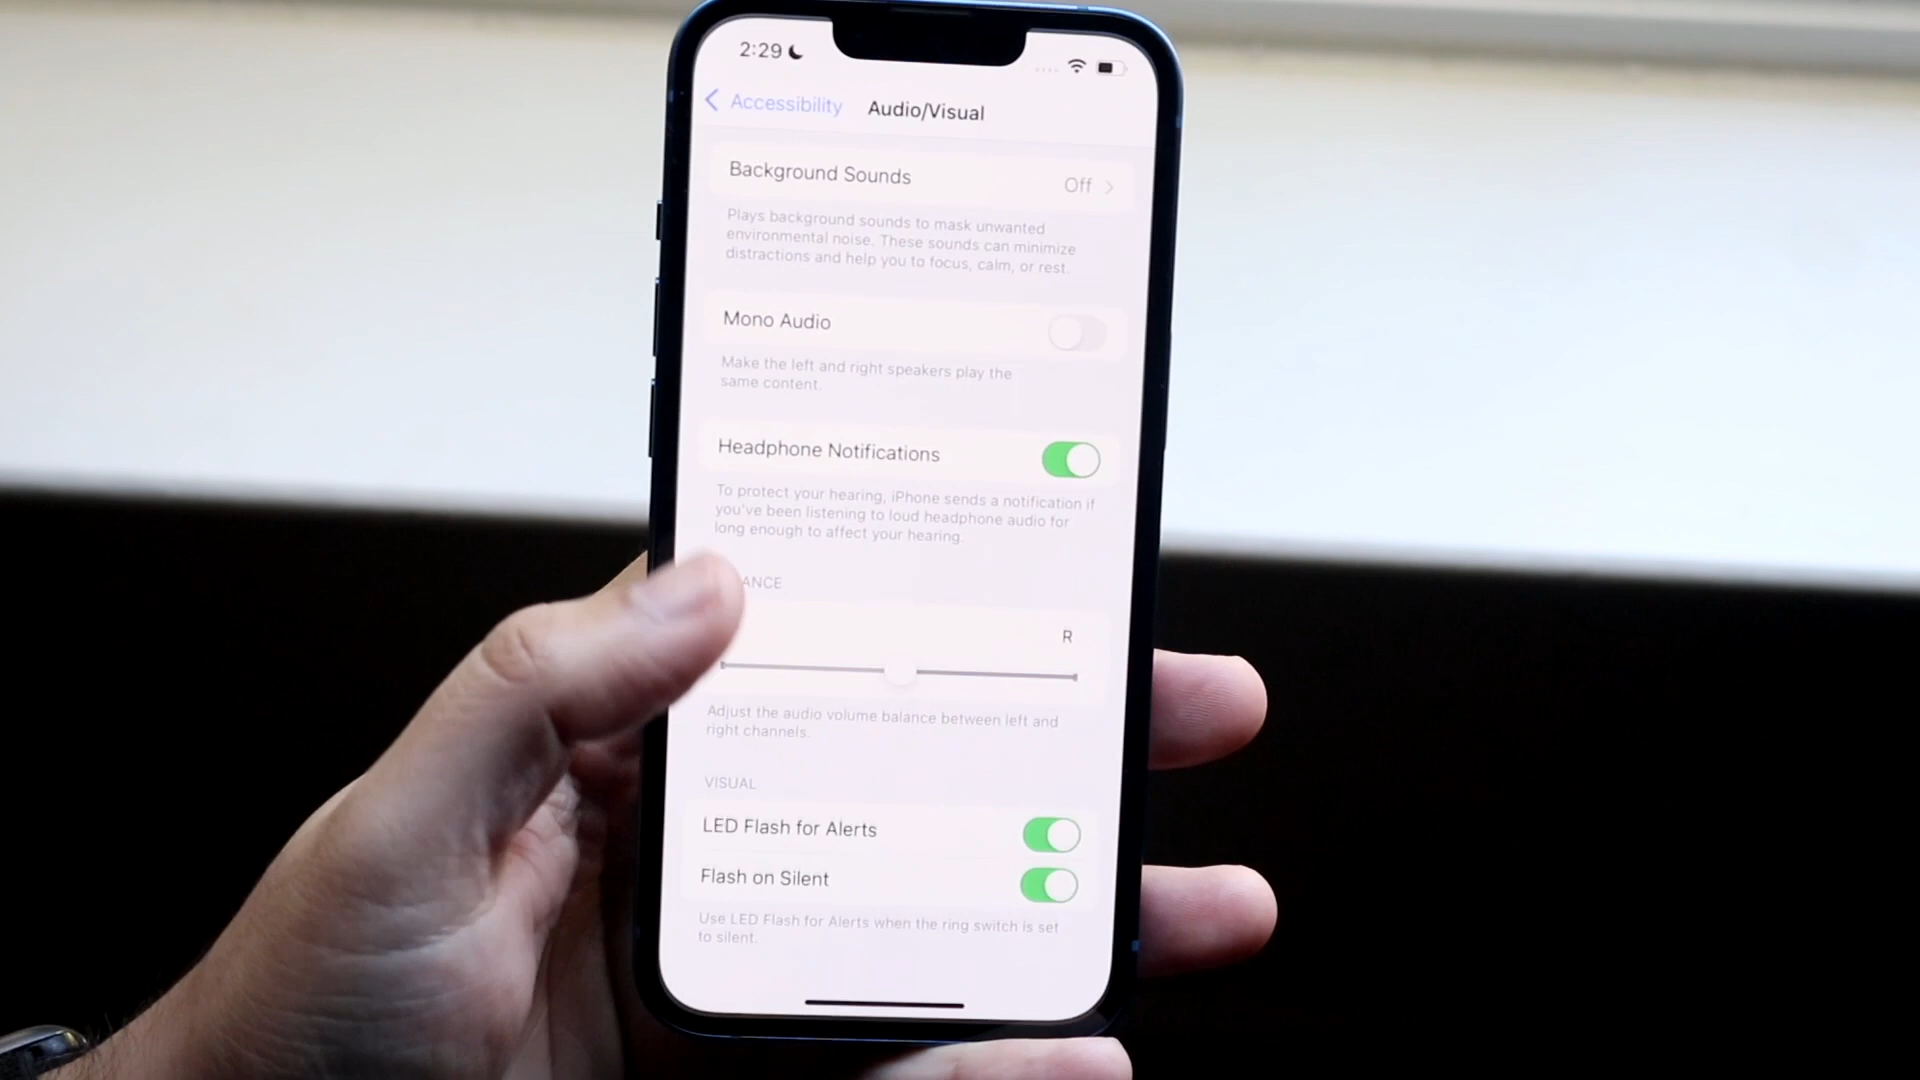 2:29
Accessibility Audio/Visual
Background Sounds Off
Plays background sounds to mask unwanted
environmental noise. These sounds can minimize
distractions and help you to focus, calm, or rest.
Mono Audio
Make the left and right speakers play the
same content.
Headphone Notifications
To protect your hearing, iPhone sends a notification if
you've been listening to loud headphone audio for
long enough to affect your hearing.
ANCE
R
Adjust the audio volume balance between left and
right channels.
VISUAL
LED Flash for Alerts
Flash on Silent
Use LED Flash for Alerts when the ring switch is set
to silent.